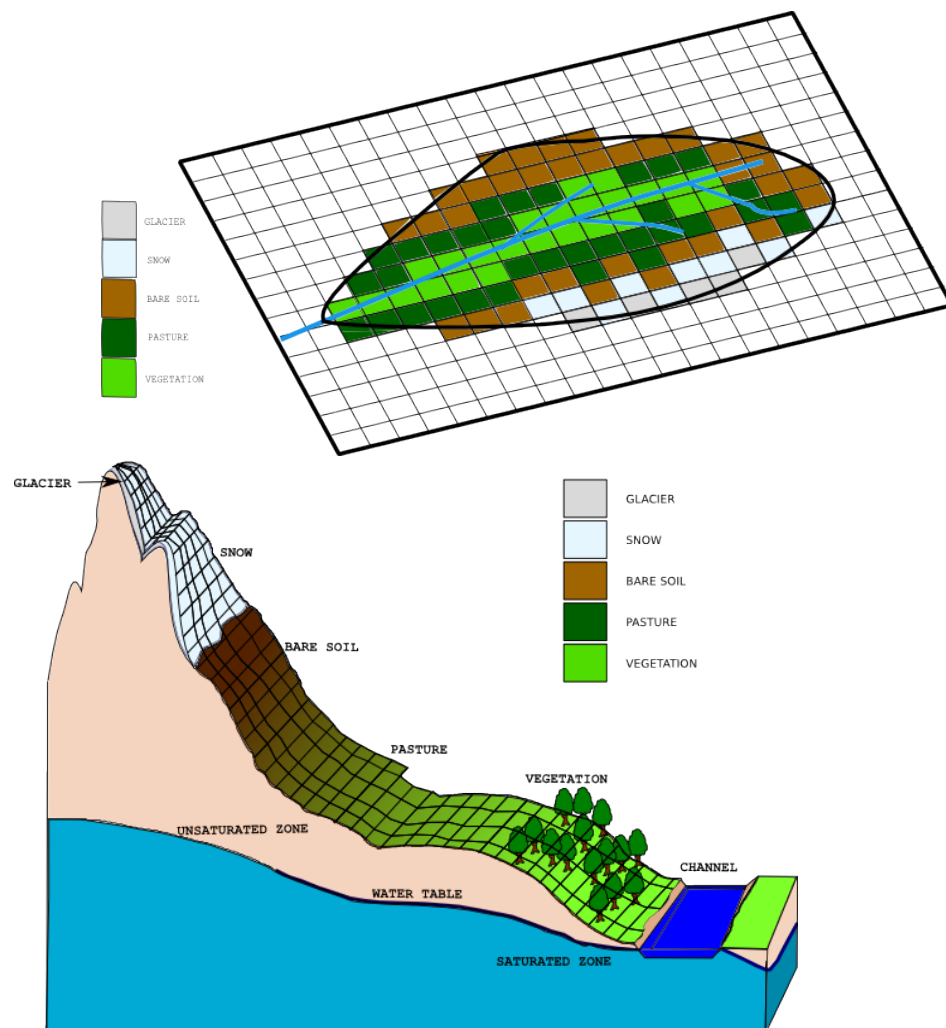 GLACIER
SNOW
BARE SOIL
PASTURE
VEGETATION
GLACIER
SNOW
BARE SOIL
PASTURE
VEGETATION
UNSATURATED ZONE
WATER TABLE
CHANNEL
SATURATED ZONE
GLACIER
SNOW
BARE SOIL
PASTURE
VEGETATION